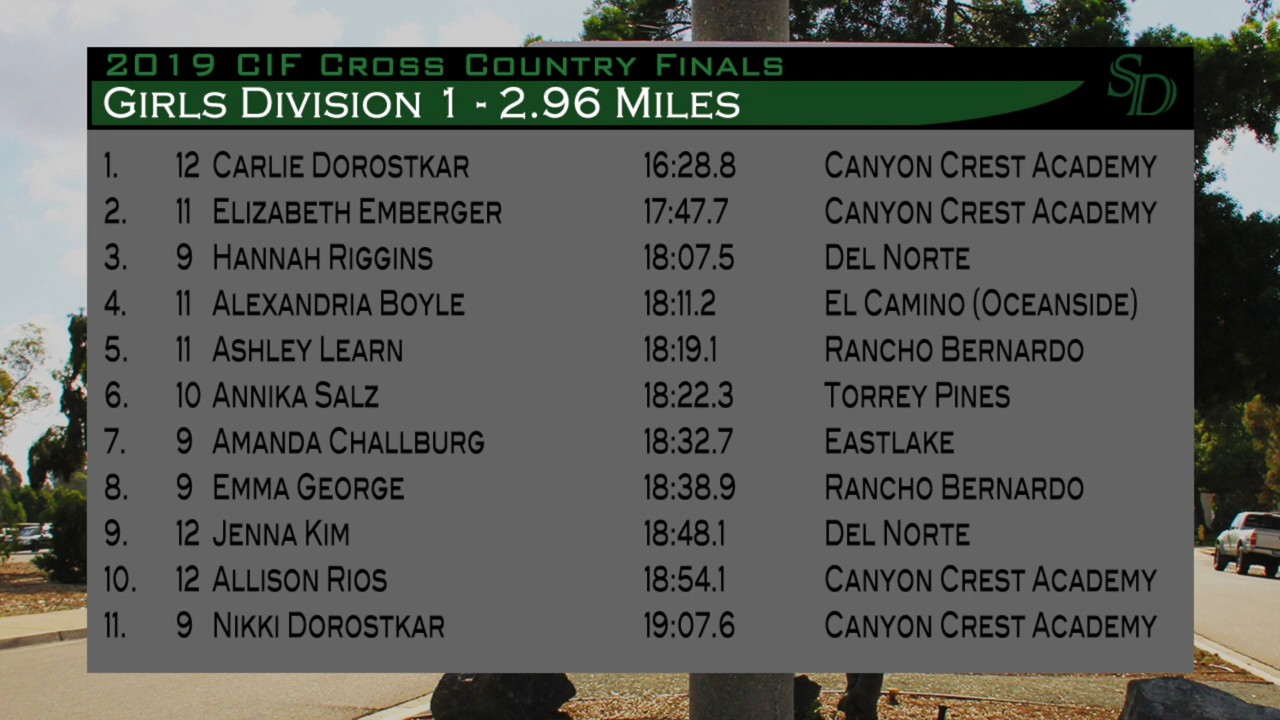 2019 CIF Cross Country Finals
Girls Division 1 - 2.96 Miles
SD
1. 12 Carlie Dorostkar 16:28.8 Canyon Crest Academy
2. 11 Elizabeth Emberger 17:47.7 Canyon Crest Academy
3. 9 Hannah Riggins 18:07.5 Del Norte
4. 11 Alexandria Boyle 18:11.2 El Camino (Oceanside)
5. 11 Ashley Learn 18:19.1 Rancho Bernardo
6. 10 Annika Salz 18:22.3 Torrey Pines
7. 9 Amanda Challburg 18:32.7 Eastlake
8. 9 Emma George 18:38.9 Rancho Bernardo
9. 12 Jenna Kim 18:48.1 Del Norte
10. 12 Allison Rios 18:54.1 Canyon Crest Academy
11. 9 Nikki Dorostkar 19:07.6 Canyon Crest Academy